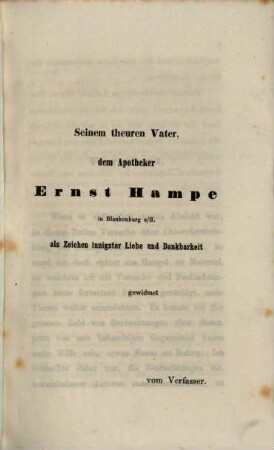 Seinem theuren Vater,
dem Apotheker
Ernst Hampe
in Blankenburg a/H.
als Zeichen innigster Liebe und Dankbarkeit
gewidmet
vom Verfasser.